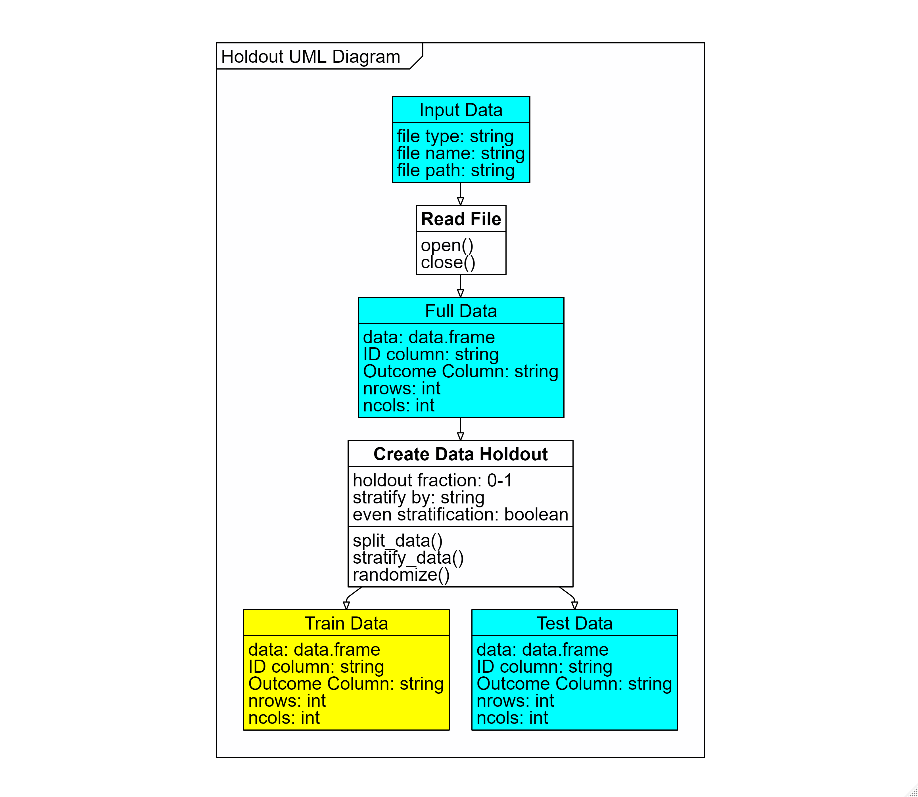 Holdout UML Diagram
Input Data
file type: string
file name: string
file path: string
Read File
open()
close()
Full Data
data: data.frame
ID column: string
Outcome Column: string
nrows: int
ncols: int
Create Data Holdout
holdout fraction: 0-1
stratify by: string
even stratification: boolean
split_data()
stratify_data()
randomize()
Train Data
data: data.frame
ID column: string
Outcome Column: string
nrows: int
ncols: int
Test Data
data: data.frame
ID column: string
Outcome Column: string
nrows: int
ncols: int